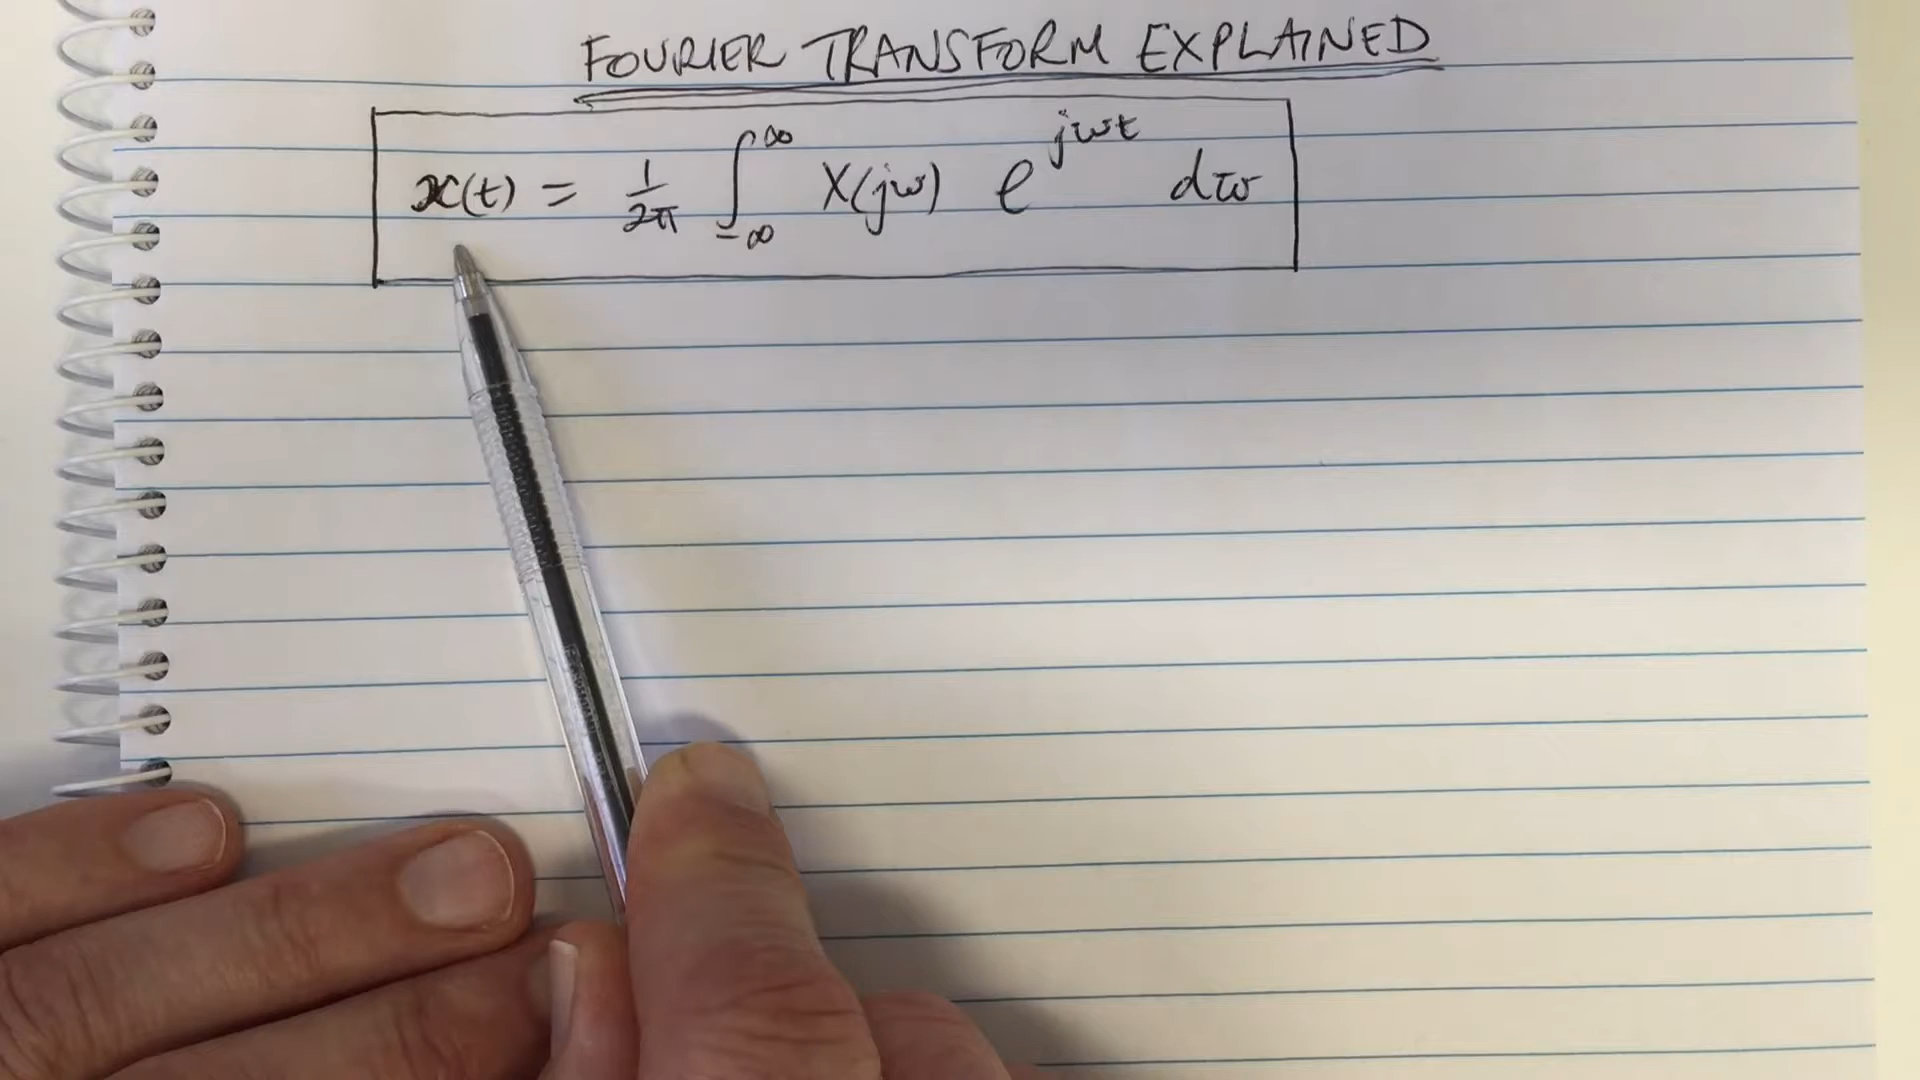 FOURIER TRANSFORM EXPLAINED
x(t) = 1/2π ∫_{-∞}^{∞} X(jω) e^{jωt} dω